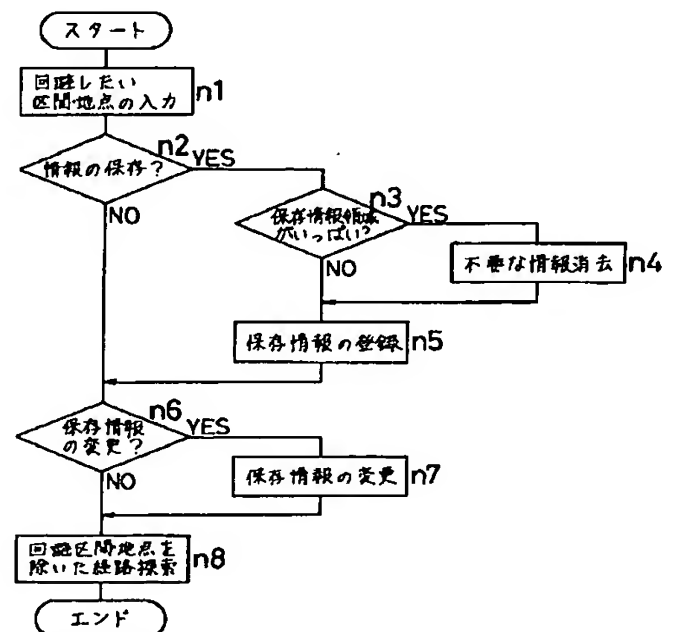 スタート
回避したい
区間地点の入力
n1
n2
情報の保存?
YES
NO
n3
保存情報領域
がいっぱい?
YES
NO
不要な情報消去
n4
保存情報の登録
n5
n6
保存情報
の変更?
YES
NO
保存情報の変更
n7
回避区間地点を
除いた経路探索
n8
エンド